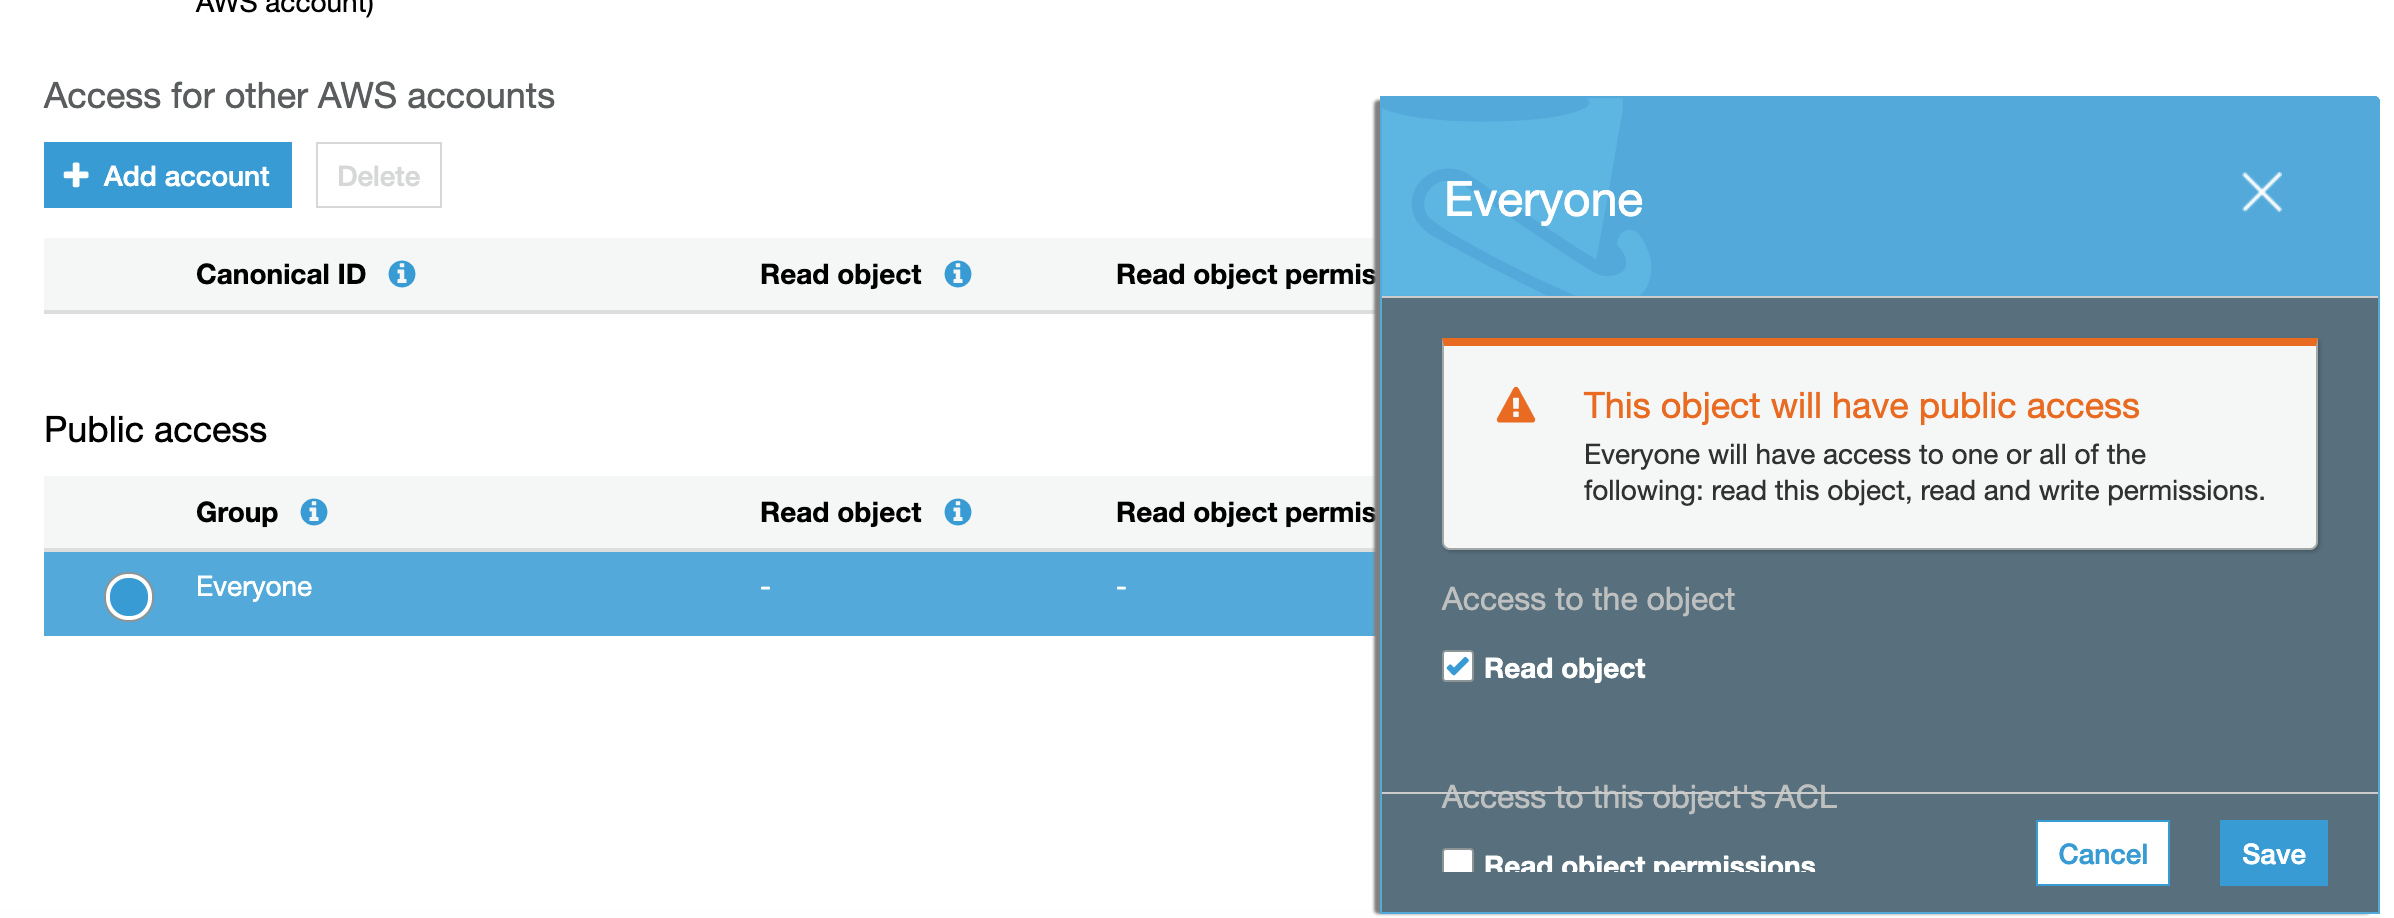 AWS account)
Access for other AWS accounts
Add account
Delete
Canonical ID
Read object
Read object permis
Public access
Group
Read object
Read object permis
Everyone
-
-
Everyone
This object will have public access
Everyone will have access to one or all of the
following: read this object, read and write permissions.
Access to the object
Read object
Access to this object's ACL
Read object permissions
Cancel
Save